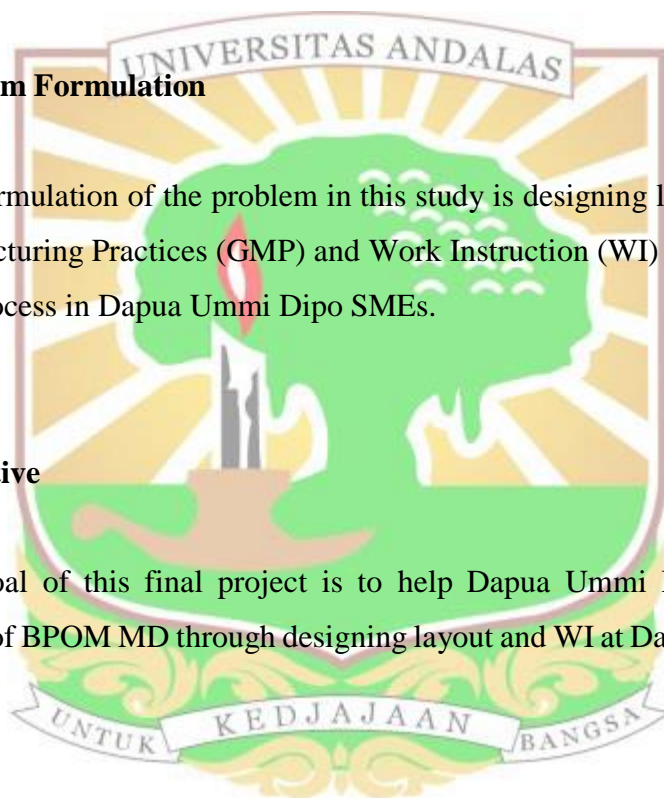 UNIVERSITAS ANDALAS
m Formulation
rmulation of the problem in this study is designing l
cturing Practices (GMP) and Work Instruction (WI)
ocess in Dapua Ummi Dipo SMEs.
tive
oal of this final project is to help Dapua Ummi
of BPOM MD through designing layout and WI at Da
UNTUK KEDJAJAAN BANGSA